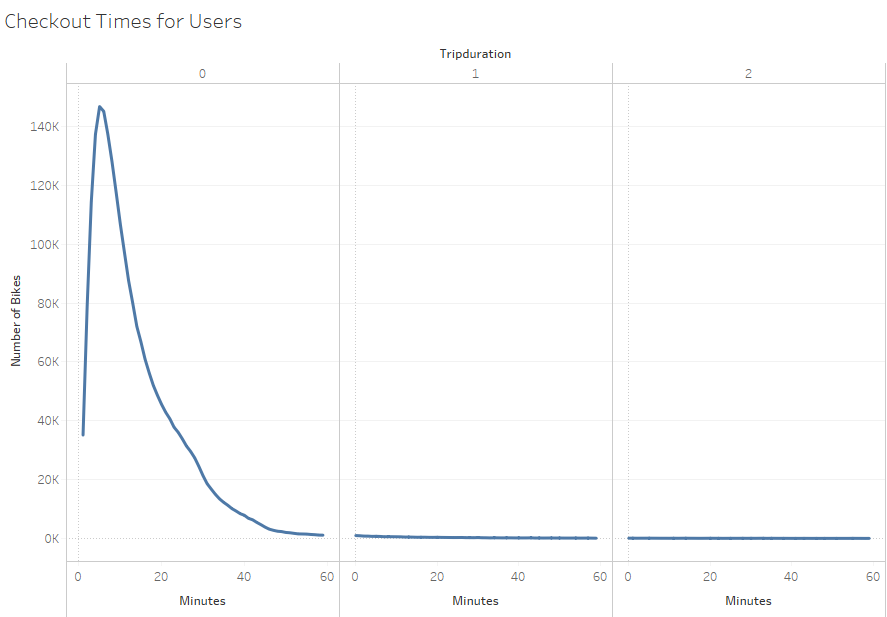 Checkout Times for Users
Tripduration
0 1 2
Number of Bikes
140K
120K
100K
80K
60K
40K
20K
0K
0 20 40 60 0 20 40 60 0 20 40 60
Minutes Minutes Minutes